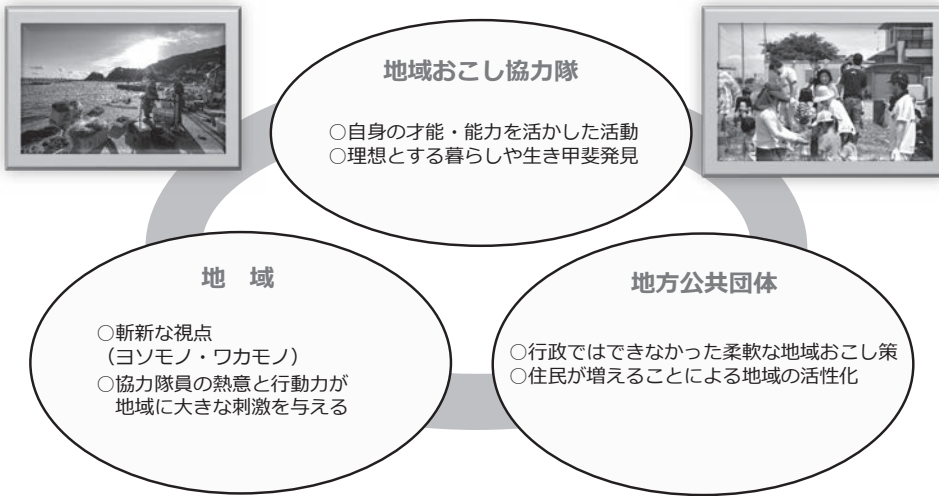 地域おこし協力隊
○自身の才能・能力を活かした活動
○理想とする暮らしや生き甲斐発見
地　域
○斬新な視点
（ヨソモノ・ワカモノ）
○協力隊員の熱意と行動力が
地域に大きな刺激を与える
地方公共団体
○行政ではできなかった柔軟な地域おこし策
○住民が増えることによる地域の活性化